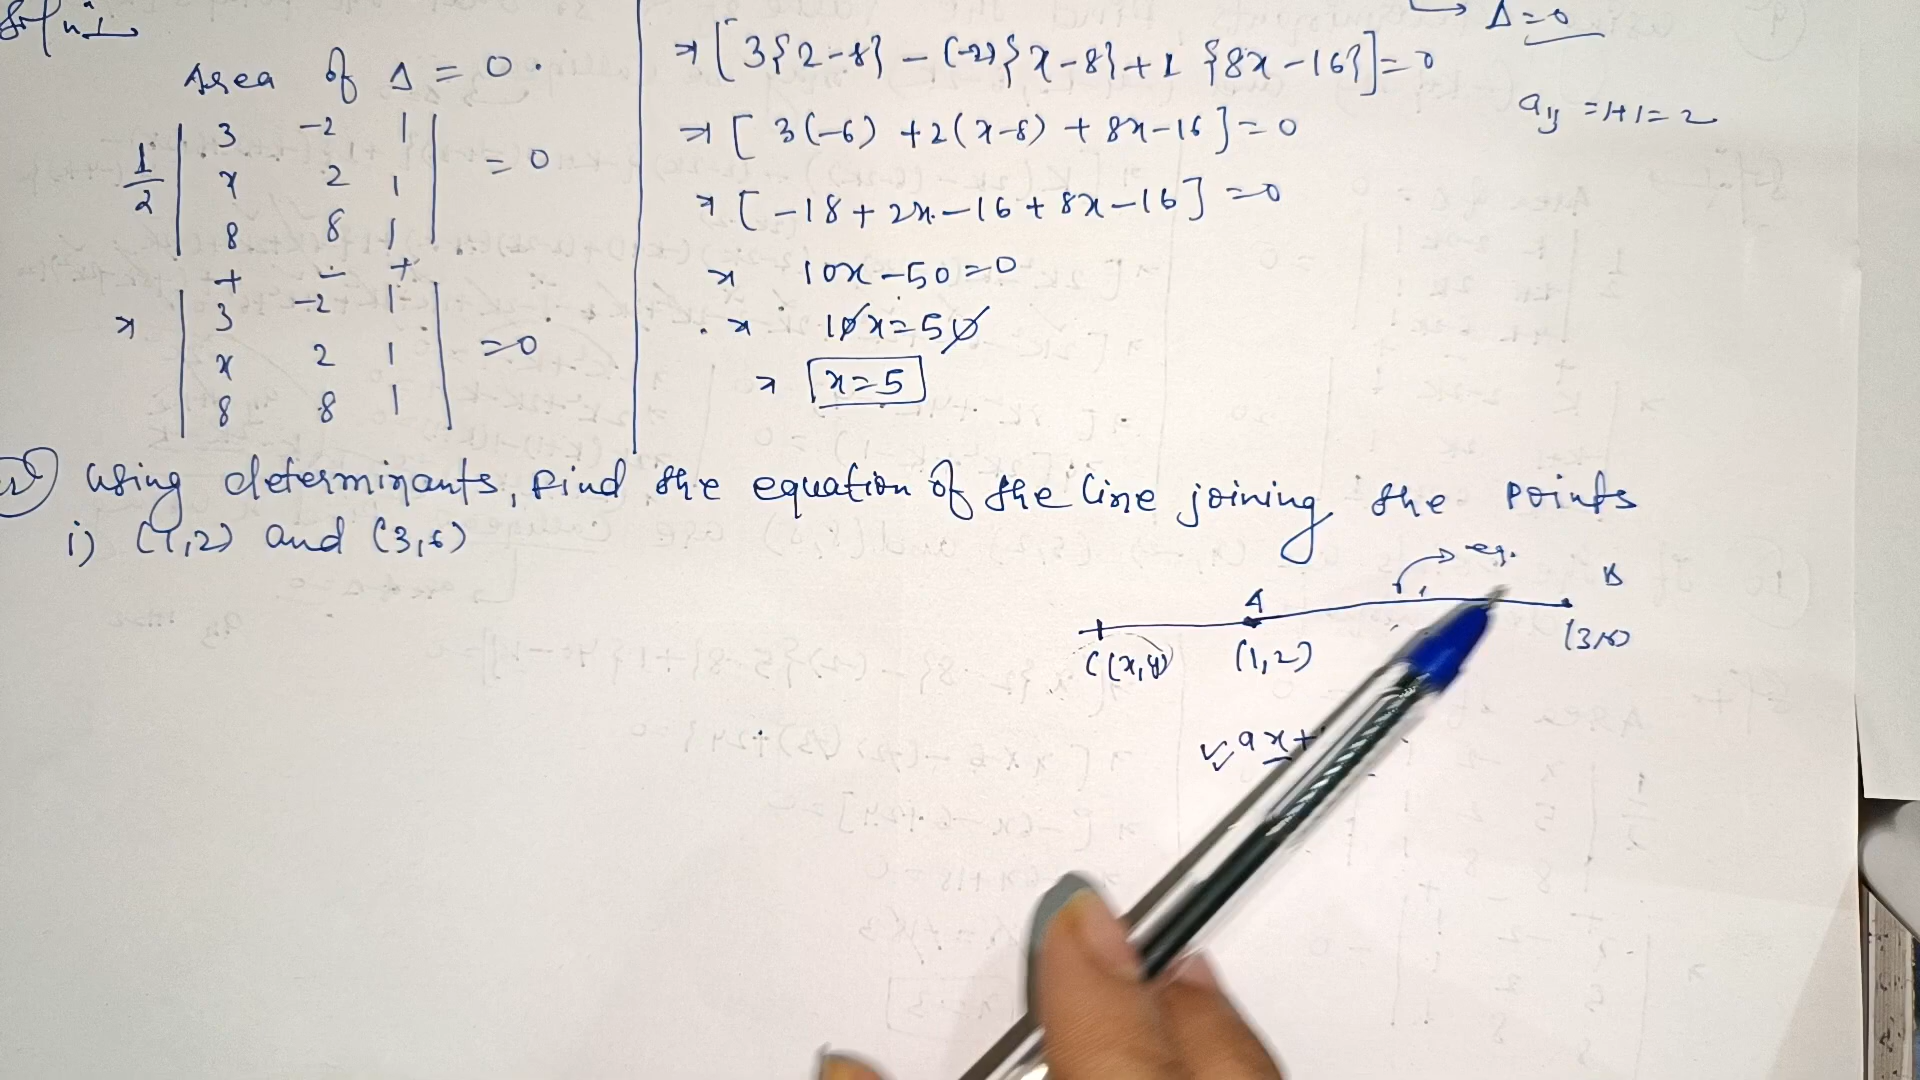 Area of Δ = 0.
1/2 | 3 -2 1 |
| x 2 1 | = 0
| 8 8 1 |
+ - +
⇒ | 3 -2 1 |
| x 2 1 | = 0
| 8 8 1 |
⇒ [3{2-8} - (-2){x-8} + 1 {8x-16}] = 0
⇒ [3(-6) + 2(x-8) + 8x-16] = 0
⇒ [-18 + 2x - 16 + 8x - 16] = 0
⇒ 10x - 50 = 0
⇒ 10x = 50
⇒ x = 5
→ Δ = 0
a11 = 1+1 = 2
using determinants, Find the equation of the line joining the points
i) (1,2) and (3,6)
→ eq.
A B
C(x,y) (1,2) (3,6)
ax+